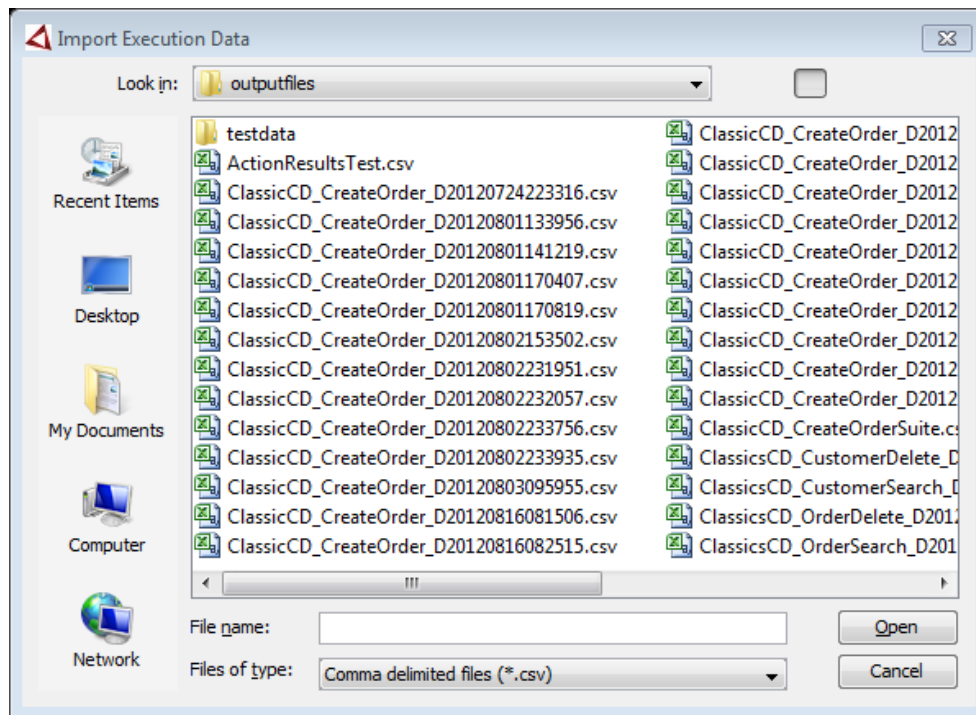 Import Execution Data
Look in: outputfiles
Recent Items
Desktop
My Documents
Computer
Network
testdata
ActionResultsTest.csv
ClassicCD_CreateOrder_D20120724223316.csv
ClassicCD_CreateOrder_D20120801133956.csv
ClassicCD_CreateOrder_D20120801141219.csv
ClassicCD_CreateOrder_D20120801170407.csv
ClassicCD_CreateOrder_D20120801170819.csv
ClassicCD_CreateOrder_D20120802153502.csv
ClassicCD_CreateOrder_D20120802231951.csv
ClassicCD_CreateOrder_D20120802232057.csv
ClassicCD_CreateOrder_D20120802233756.csv
ClassicCD_CreateOrder_D20120802233935.csv
ClassicCD_CreateOrder_D20120803095955.csv
ClassicCD_CreateOrder_D20120816081506.csv
ClassicCD_CreateOrder_D20120816082515.csv
ClassicCD_CreateOrder_D2012
ClassicCD_CreateOrder_D2012
ClassicCD_CreateOrder_D2012
ClassicCD_CreateOrder_D2012
ClassicCD_CreateOrder_D2012
ClassicCD_CreateOrder_D2012
ClassicCD_CreateOrder_D2012
ClassicCD_CreateOrder_D2012
ClassicCD_CreateOrder_D2012
ClassicCD_CreateOrder_D2012
ClassicCD_CreateOrderSuite.cs
ClassicsCD_CustomerDelete_D
ClassicsCD_CustomerSearch_D
ClassicsCD_OrderDelete_D2012
ClassicsCD_OrderSearch_D201
File name:
Open
Files of type: Comma delimited files (*.csv)
Cancel